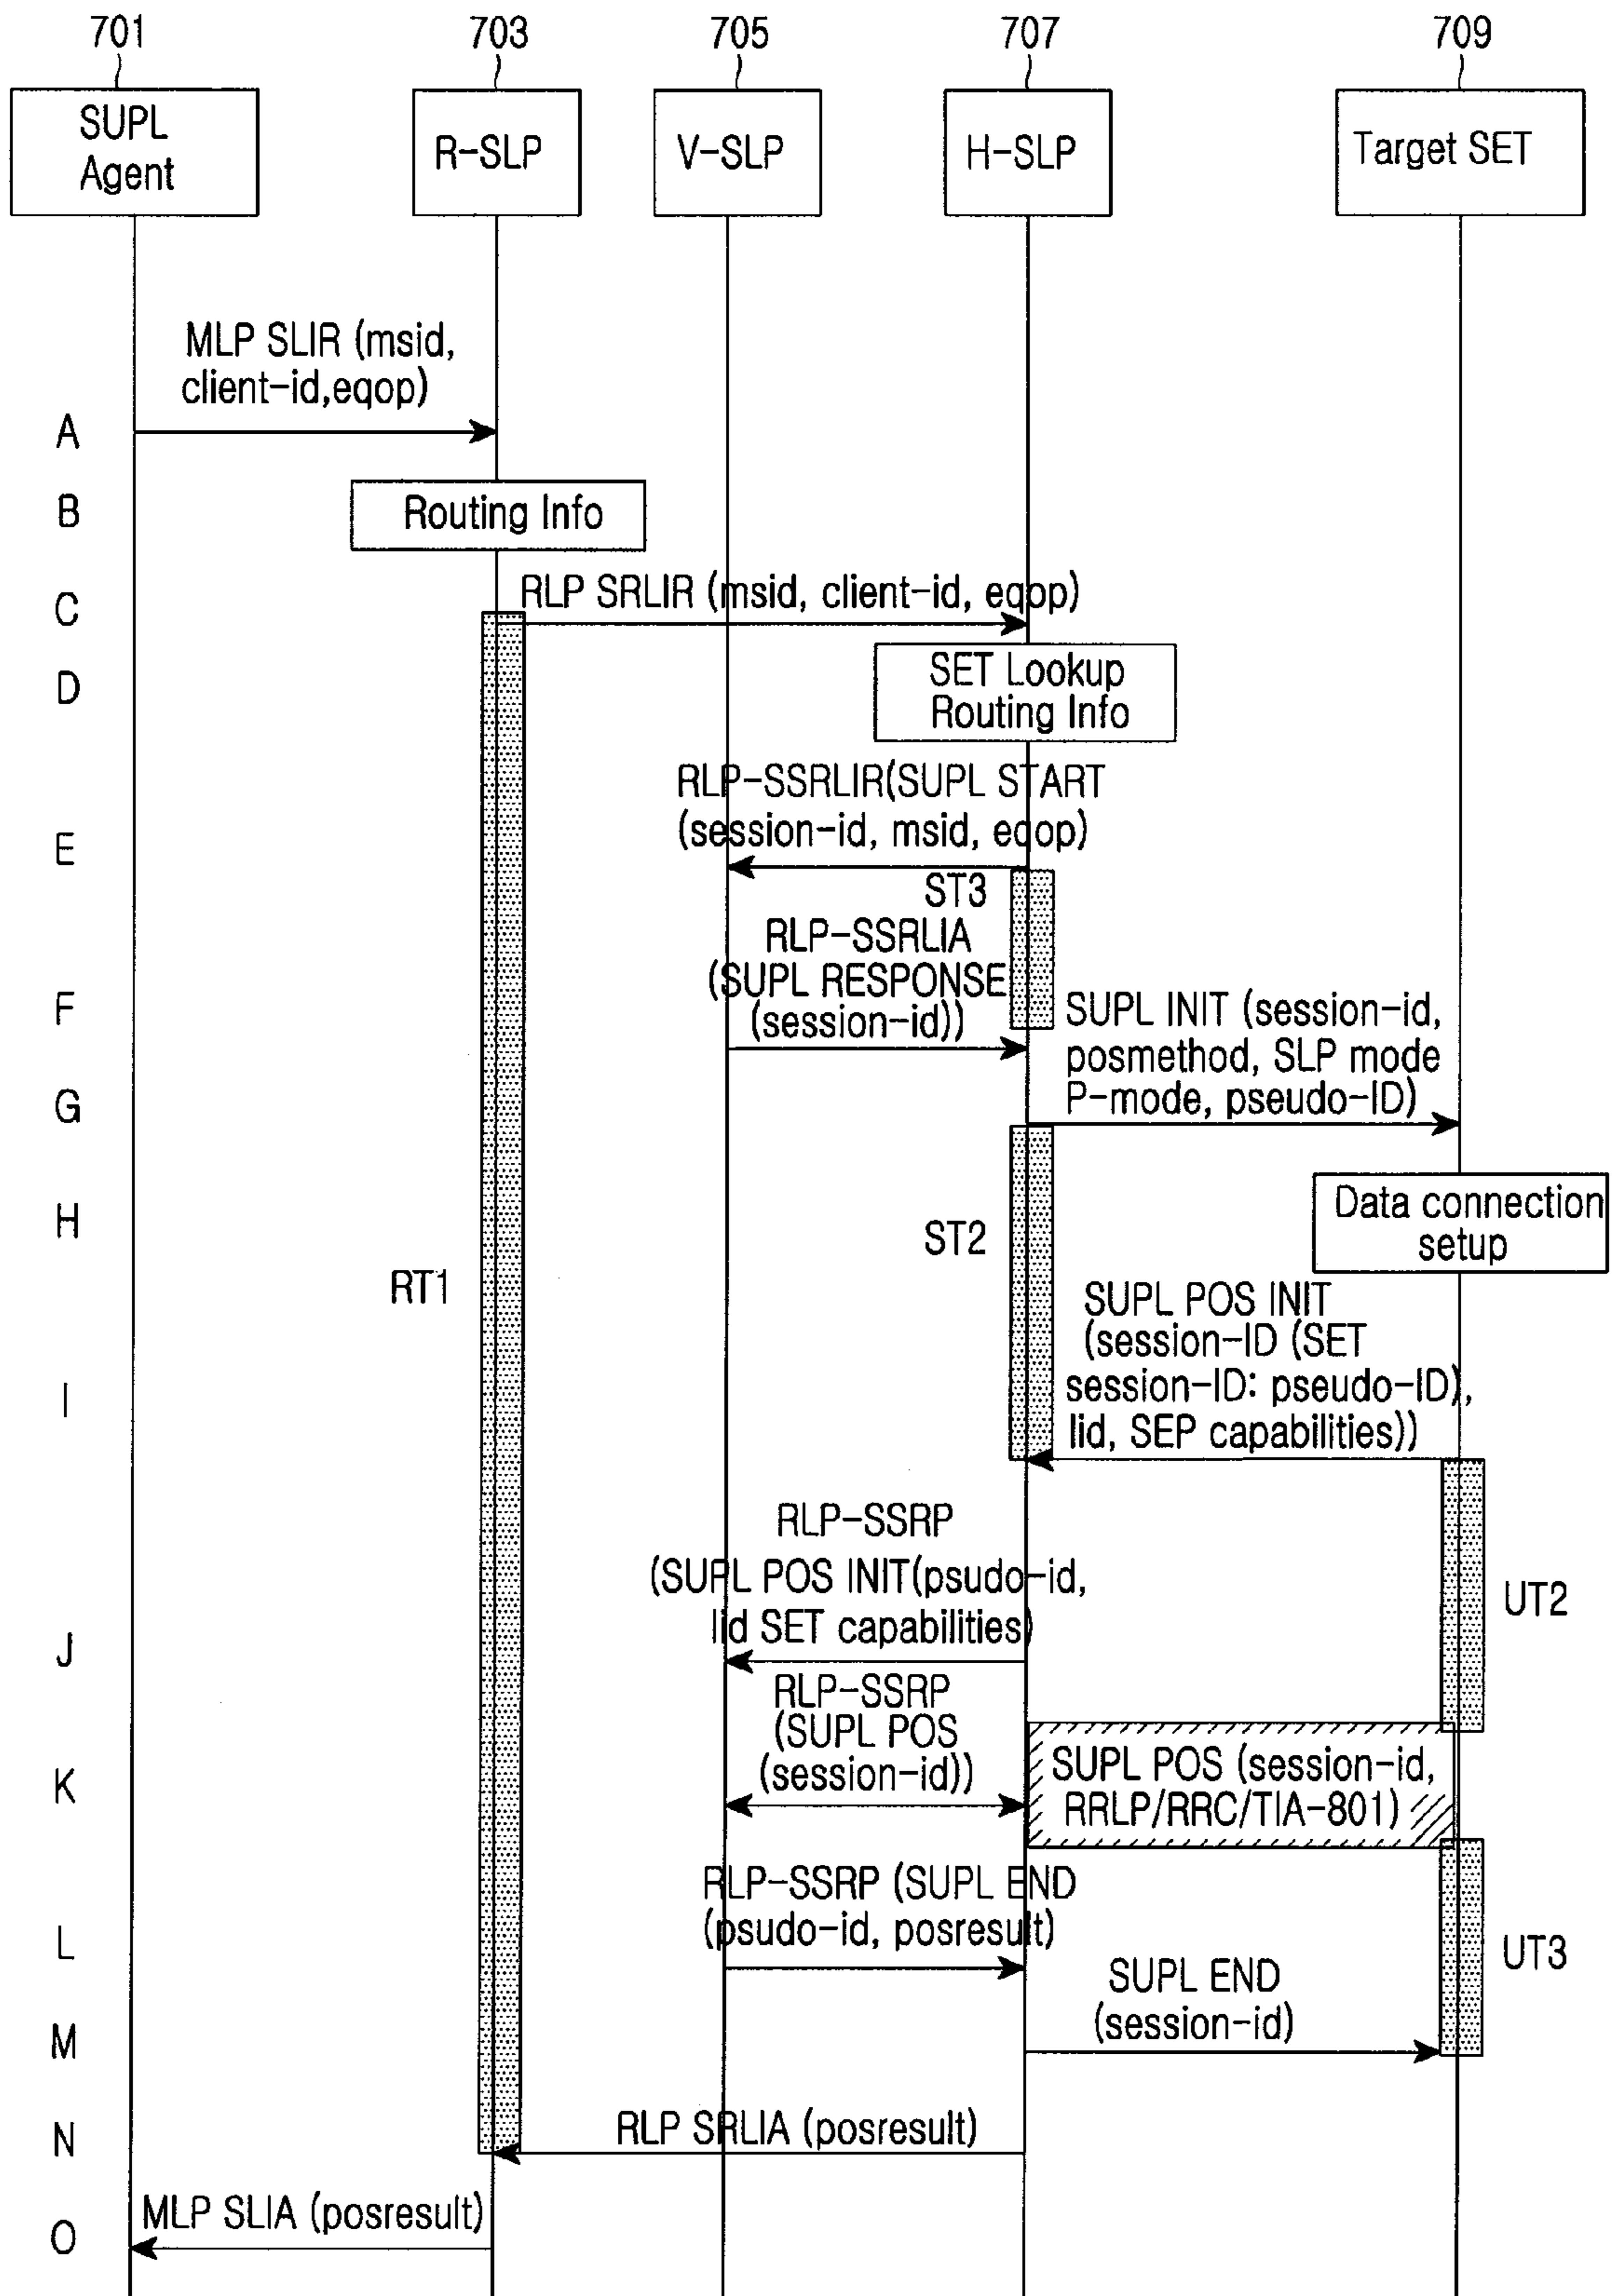 701
703
705
707
709
SUPL
Agent
R-SLP
V-SLP
H-SLP
Target SET
MLP SLIR (msid,
client-id,eqop)
A
B
Routing Info
C
RLP SRLIR (msid, client-id, eqop)
D
SET Lookup
Routing Info
RLP-SSRLIR(SUPL START
(session-id, msid, eqop)
E
ST3
RLP-SSRLIA
(SUPL RESPONSE
(session-id))
F
SUPL INIT (session-id,
posmethod, SLP mode
P-mode, pseudo-ID)
G
H
ST2
Data connection
setup
RT1
SUPL POS INIT
(session-ID (SET
session-ID: pseudo-ID),
lid, SEP capabilities))
I
RLP-SSRP
(SUPL POS INIT(psudo-id,
lid SET capabilities)
UT2
J
RLP-SSRP
(SUPL POS
(session-id))
K
SUPL POS (session-id,
RRLP/RRC/TIA-801)
RLP-SSRP (SUPL END
(psudo-id, posresult)
L
UT3
SUPL END
(session-id)
M
N
RLP SRLIA (posresult)
MLP SLIA (posresult)
O